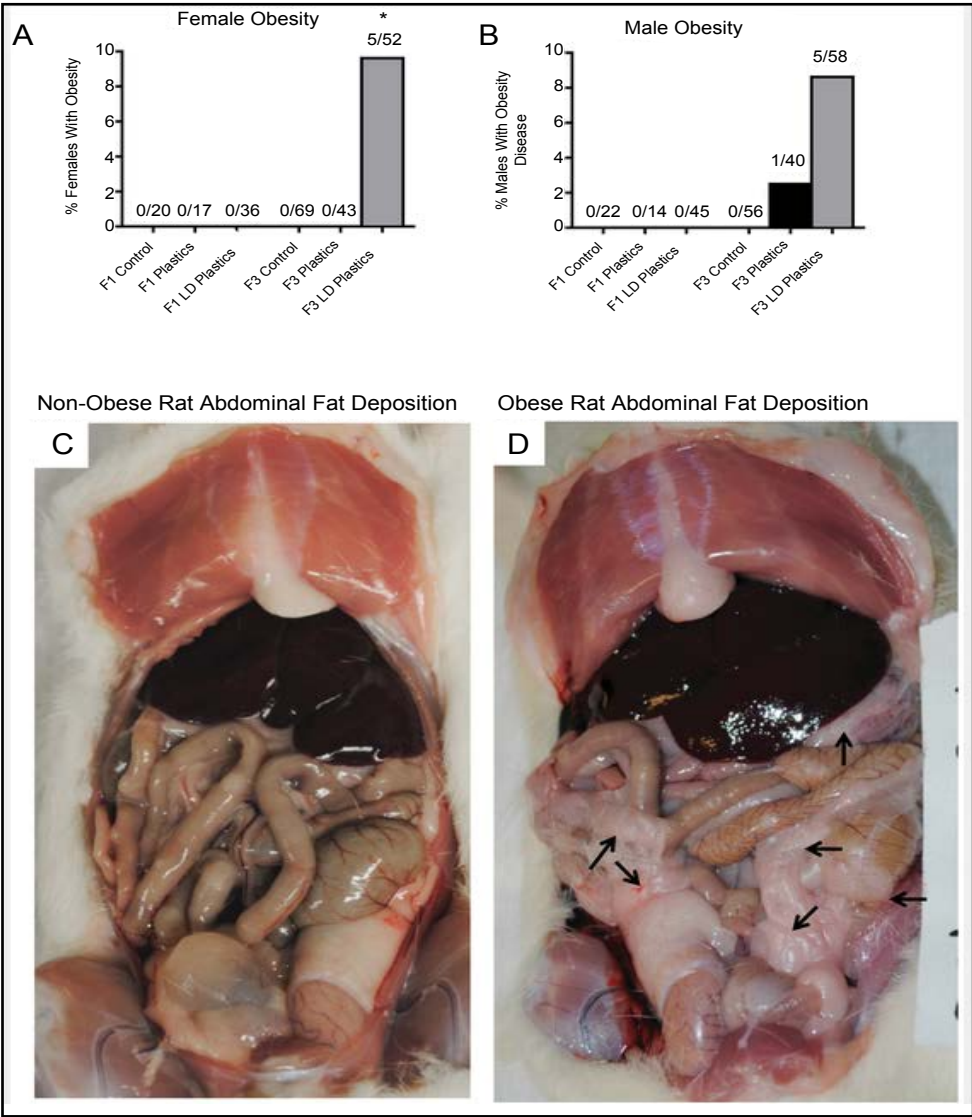 A
Female Obesity
*
5/52
% Females With Obesity
10
8
6
4
2
0
0/20 0/17 0/36 0/69 0/43
F1 Control
F1 Plastics
F1 LD Plastics
F3 Control
F3 Plastics
F3 LD Plastics
B
Male Obesity
5/58
% Males With Obesity
Disease
10
8
6
4
2
0
1/40
0/22 0/14 0/45 0/56
F1 Control
F1 Plastics
F1 LD Plastics
F3 Control
F3 Plastics
F3 LD Plastics
Non-Obese Rat Abdominal Fat Deposition
C
Obese Rat Abdominal Fat Deposition
D